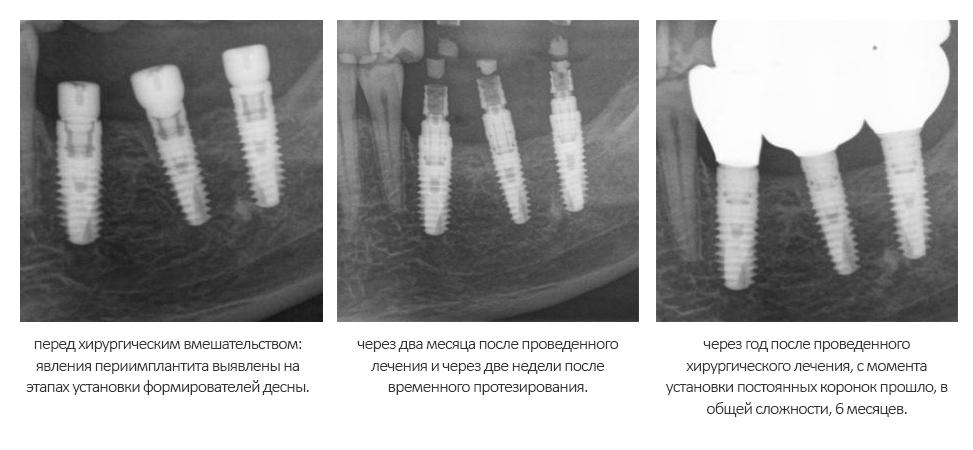 перед хирургическим вмешательством:
явления периимплантита выявлены на
этапах установки формирователей десны.
через два месяца после проведенного
лечения и через две недели после
временного протезирования.
через год после проведенного
хирургического лечения, с момента
установки постоянных коронок прошло, в
общей сложности, 6 месяцев.